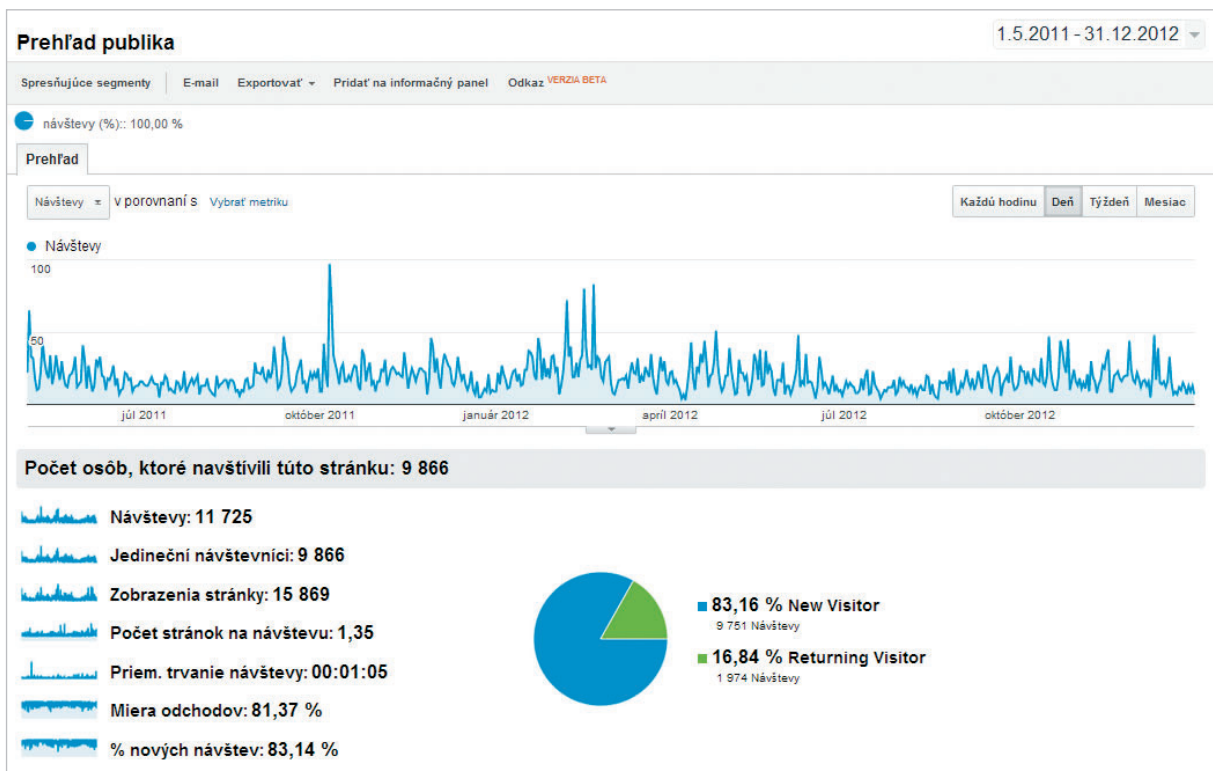 Prehľad publika
1.5.2011 - 31.12.2012
Spresňujúce segmenty E-mail Exportovať Pridať na informačný panel Odkaz VERZIA BETA
návštevy (%):: 100,00 %
Prehľad
Návštevy v porovnaní s Vybrať metriku
Každú hodinu Deň Týždeň Mesiac
Návštevy
100
50
júl 2011 október 2011 január 2012 apríl 2012 júl 2012 október 2012
Počet osôb, ktoré navštívili túto stránku: 9 866
Návštevy: 11 725
Jedineční návštevníci: 9 866
Zobrazenia stránky: 15 869
Počet stránok na návštevu: 1,35
Priem. trvanie návštevy: 00:01:05
Miera odchodov: 81,37 %
% nových návštev: 83,14 %
83,16 % New Visitor
9 751 Návštevy
16,84 % Returning Visitor
1 974 Návštevy